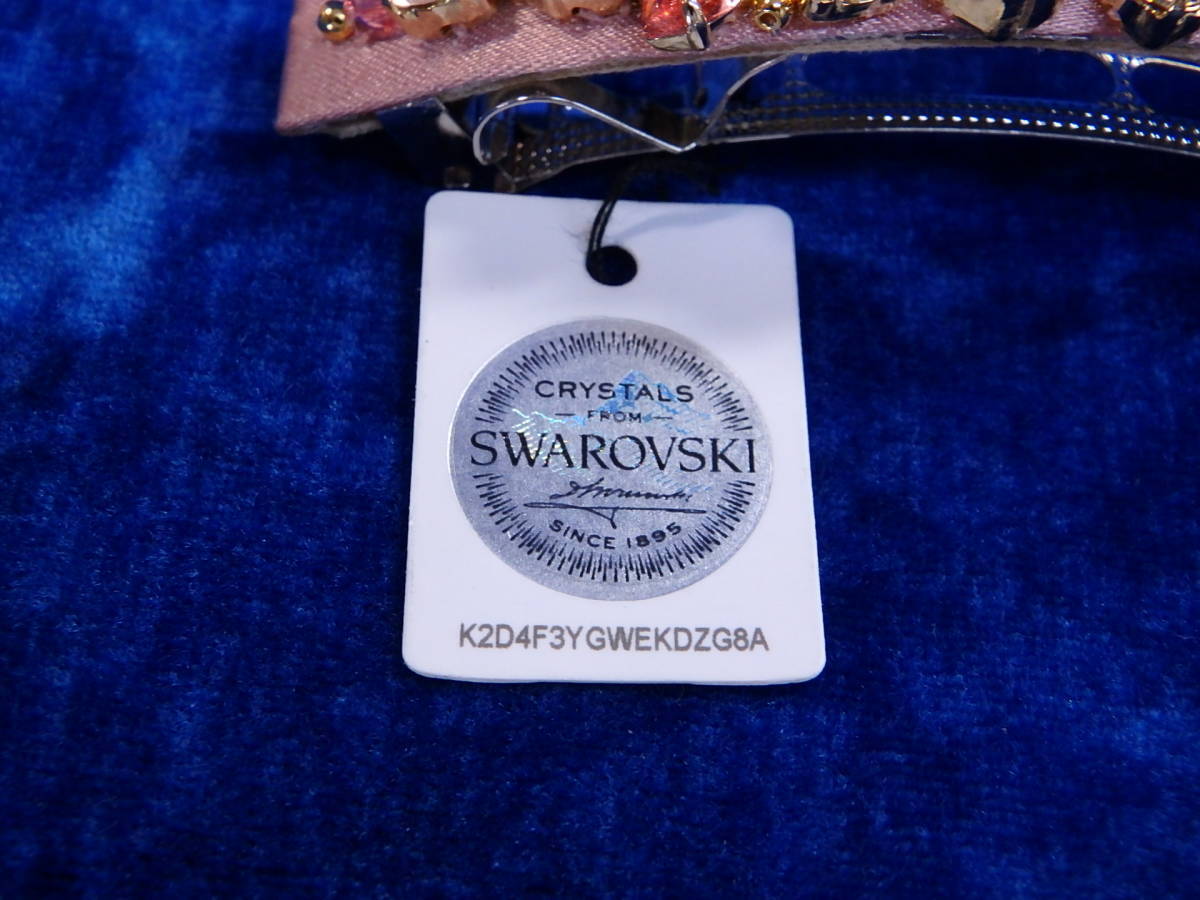 CRYSTALS
— FROM —
SWAROVSKI
SINCE 1895
K2D4F3YGWEKDZG8A